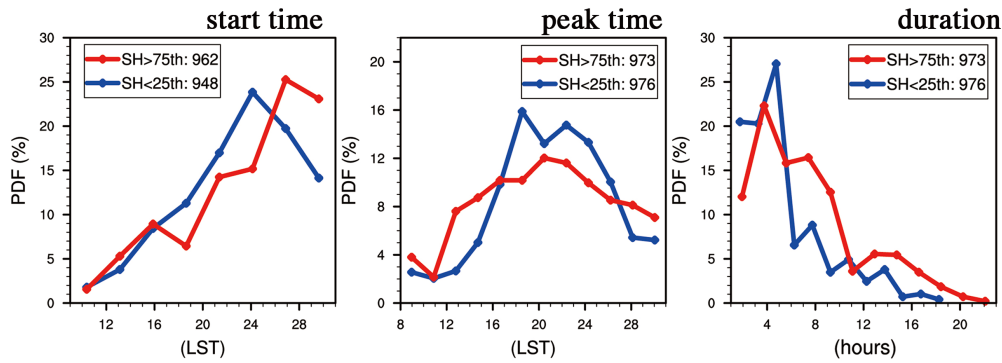 start time
PDF (%)
30
25
20
15
10
5
0
SH>75th: 962
SH<25th: 948
12
16
20
24
28
(LST)
peak time
PDF (%)
20
16
12
8
4
0
SH>75th: 973
SH<25th: 976
8
12
16
20
24
28
(LST)
duration
PDF (%)
30
25
20
15
10
5
0
SH>75th: 973
SH<25th: 976
4
8
12
16
20
(hours)